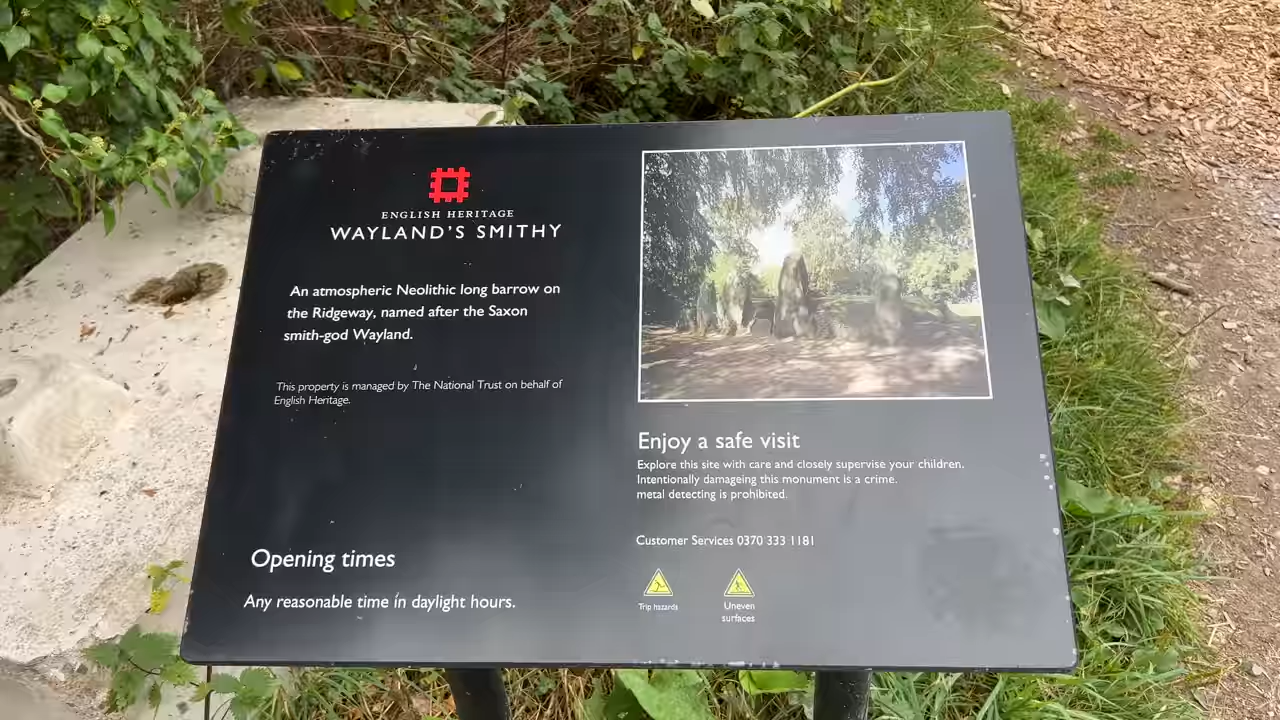 ENGLISH HERITAGE
WAYLAND'S SMITHY
An atmospheric Neolithic long barrow on
the Ridgeway, named after the Saxon
smith-god Wayland.
This property is managed by The National Trust on behalf of
English Heritage.
Opening times
Any reasonable time in daylight hours.
Enjoy a safe visit
Explore this site with care and closely supervise your children.
Intentionally damageing this monument is a crime.
metal detecting is prohibited.
Customer Services 0370 333 1181
Trip hazards
Uneven
surfaces